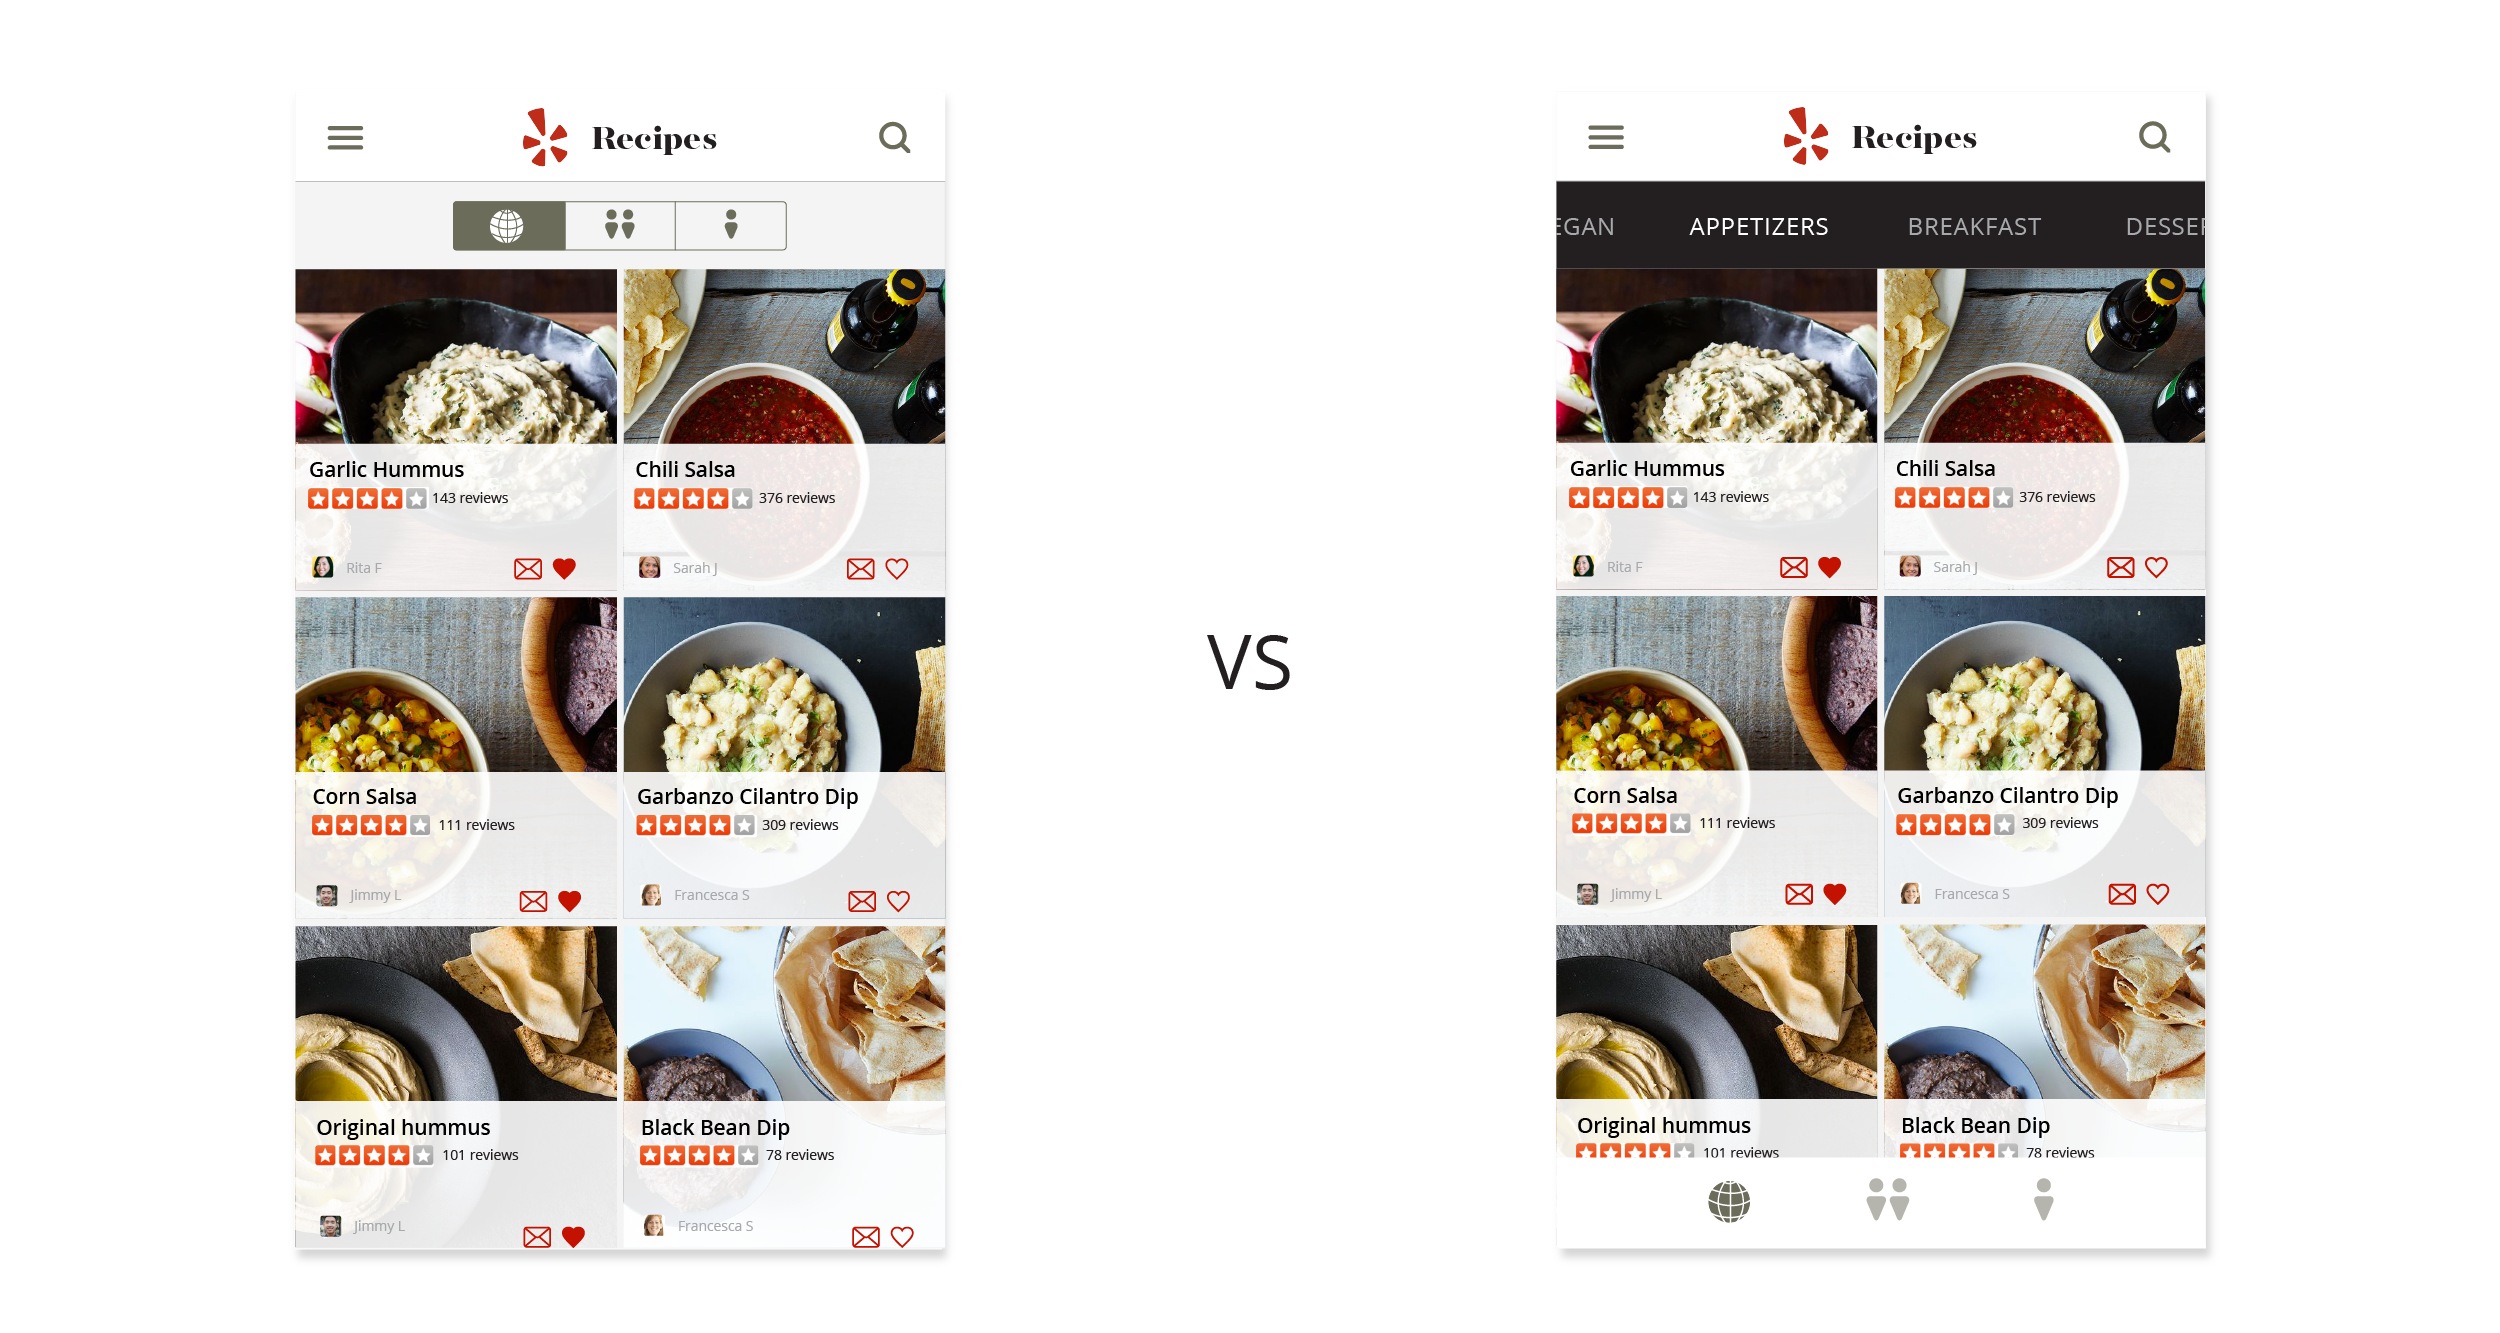 Recipes
Garlic Hummus
143 reviews
Rita F
Chili Salsa
376 reviews
Sarah J
Corn Salsa
111 reviews
Jimmy L
Garbanzo Cilantro Dip
309 reviews
Francesca S
Original hummus
101 reviews
Jimmy L
Black Bean Dip
78 reviews
Francesca S
VS
Recipes
EGAN APPETIZERS BREAKFAST DESSER
Garlic Hummus
143 reviews
Rita F
Chili Salsa
376 reviews
Sarah J
Corn Salsa
111 reviews
Jimmy L
Garbanzo Cilantro Dip
309 reviews
Francesca S
Original hummus
101 reviews
Black Bean Dip
78 reviews